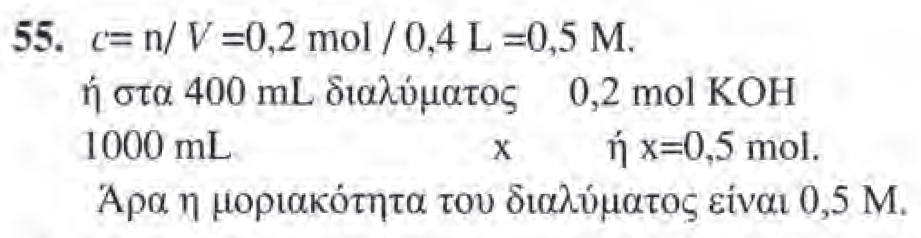 55. c= n/ V =0,2 mol / 0,4 L =0,5 M.
ή στα 400 mL διαλύματος 0,2 mol KOH
1000 mL x ή x=0,5 mol.
Άρα η μοριακότητα του διαλύματος είναι 0,5 M.